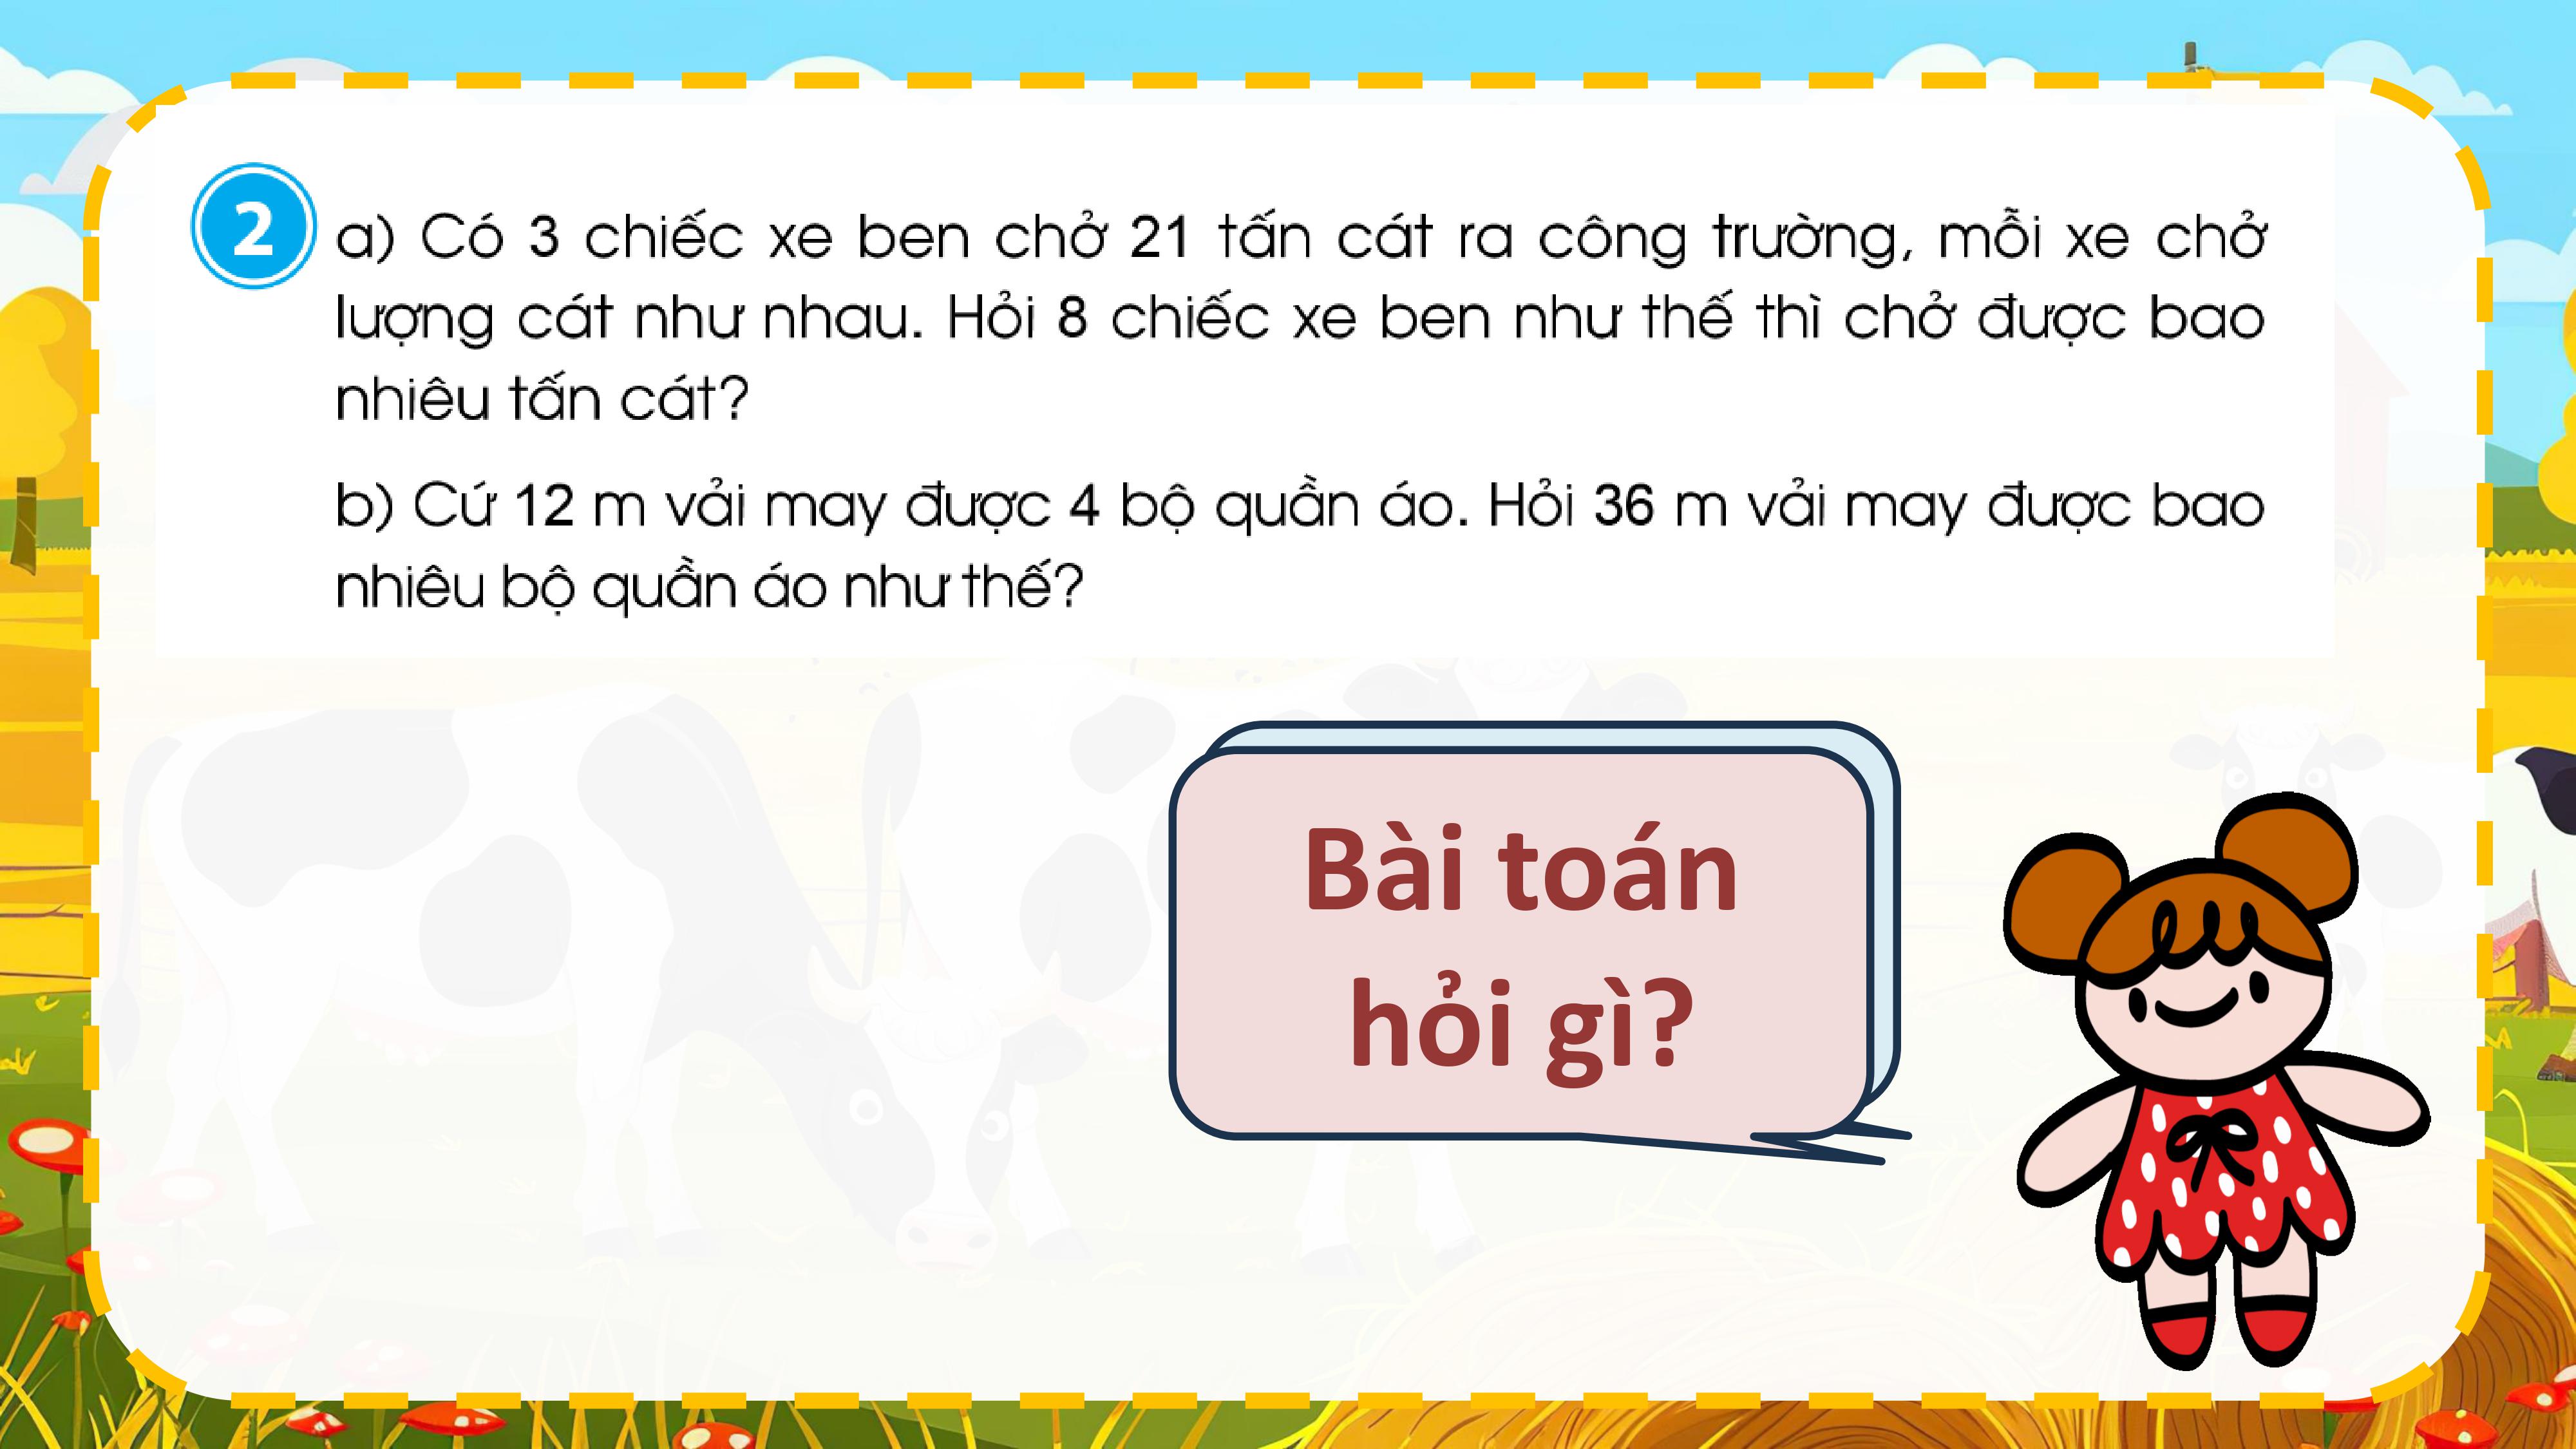 2
a) Có 3 chiếc xe ben chở 21 tấn cát ra công trường, mỗi xe chở
lượng cát như nhau. Hỏi 8 chiếc xe ben như thế thì chở được bao
nhiêu tấn cát?
b) Cứ 12 m vải may được 4 bộ quần áo. Hỏi 36 m vải may được bao
nhiêu bộ quần áo như thế?
Bài toán
hỏi gì?